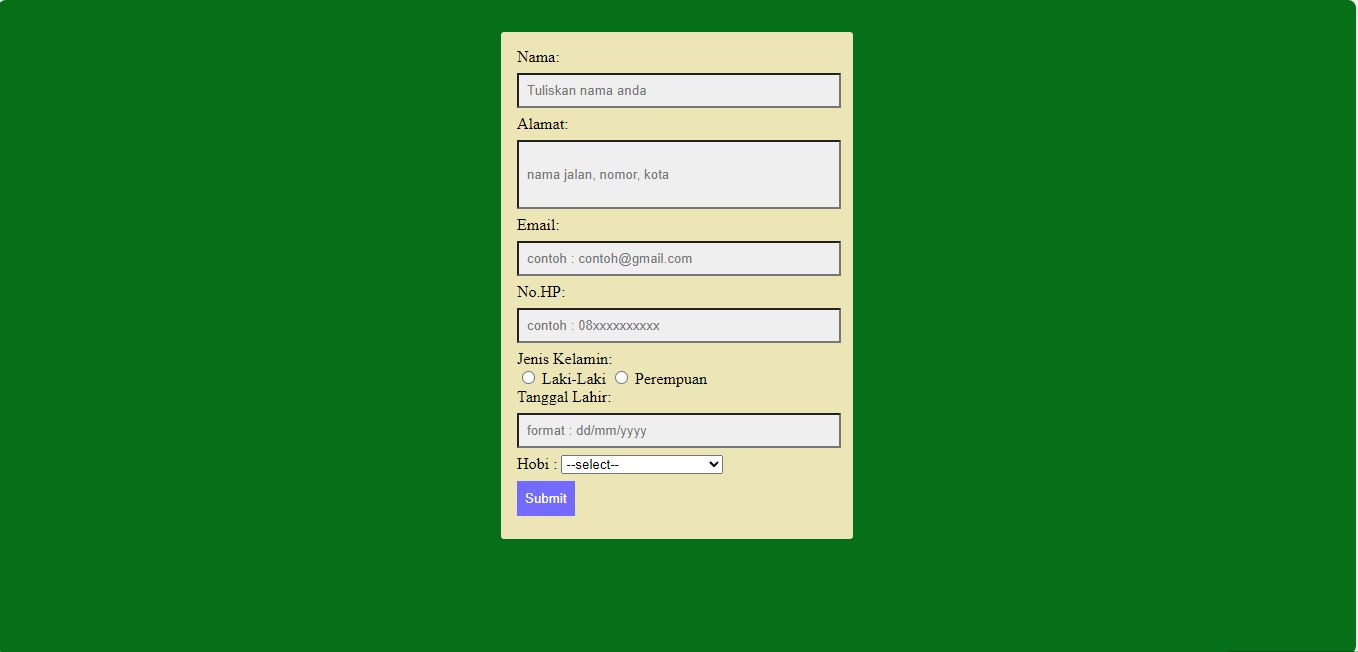 Nama:
Tuliskan nama anda
Alamat:
nama jalan, nomor, kota
Email:
contoh : contoh@gmail.com
No.HP:
contoh : 08xxxxxxxxxx
Jenis Kelamin:
Laki-Laki Perempuan
Tanggal Lahir:
format : dd/mm/yyyy
Hobi : --select--
Submit